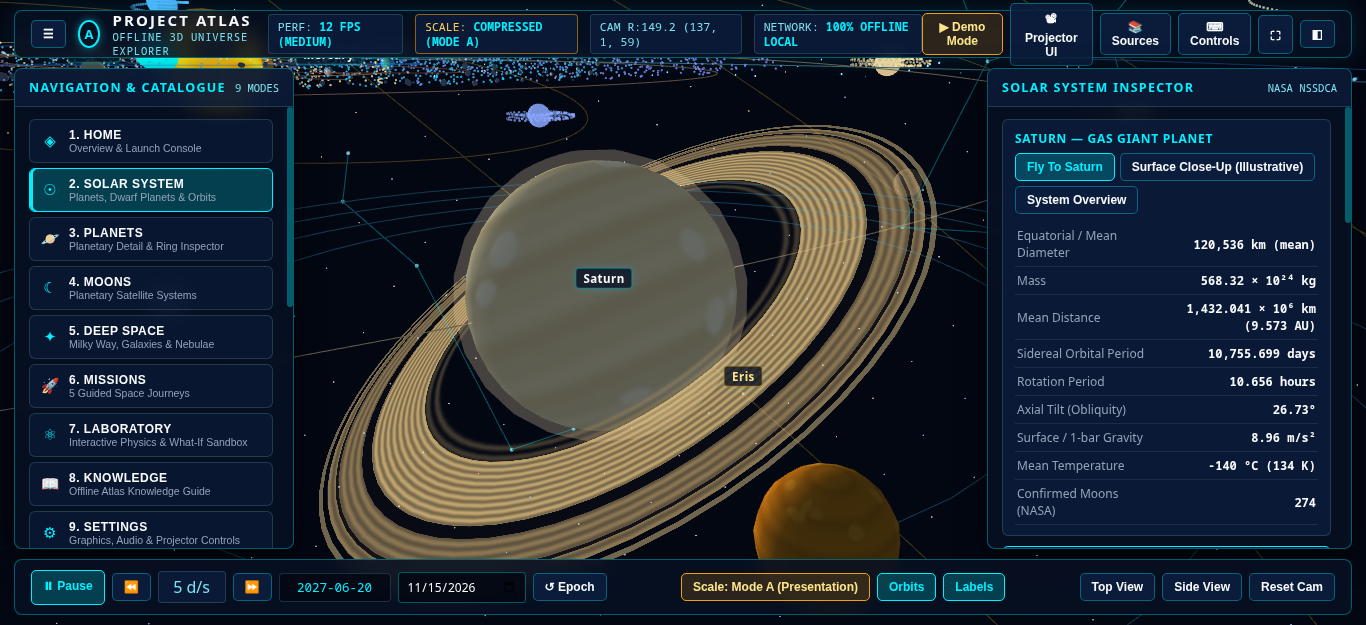 ☰
A
PROJECT ATLAS
OFFLINE 3D UNIVERSE
EXPLORER
PERF: 12 FPS
(MEDIUM)
SCALE: COMPRESSED
(MODE A)
CAM R:149.2 (137,
1, 59)
NETWORK: 100% OFFLINE
LOCAL
▶ Demo
Mode
Projector
UI
Sources
Controls
NAVIGATION & CATALOGUE 9 MODES
1. HOME
Overview & Launch Console
2. SOLAR SYSTEM
Planets, Dwarf Planets & Orbits
3. PLANETS
Planetary Detail & Ring Inspector
4. MOONS
Planetary Satellite Systems
5. DEEP SPACE
Milky Way, Galaxies & Nebulae
6. MISSIONS
5 Guided Space Journeys
7. LABORATORY
Interactive Physics & What-If Sandbox
8. KNOWLEDGE
Offline Atlas Knowledge Guide
9. SETTINGS
Graphics, Audio & Projector Controls
Saturn
Eris
SOLAR SYSTEM INSPECTOR NASA NSSDCA
SATURN — GAS GIANT PLANET
Fly To Saturn Surface Close-Up (Illustrative)
System Overview
Equatorial / Mean
Diameter
120,536 km (mean)
Mass 568.32 × 10²⁴ kg
Mean Distance
1,432.041 × 10⁶ km
(9.573 AU)
Sidereal Orbital Period 10,755.699 days
Rotation Period 10.656 hours
Axial Tilt (Obliquity) 26.73°
Surface / 1-bar Gravity 8.96 m/s²
Mean Temperature -140 °C (134 K)
Confirmed Moons
(NASA)
274
⏸ Pause ⏪ 5 d/s ⏩ 2027-06-20 11/15/2026 ↺ Epoch Scale: Mode A (Presentation) Orbits Labels Top View Side View Reset Cam